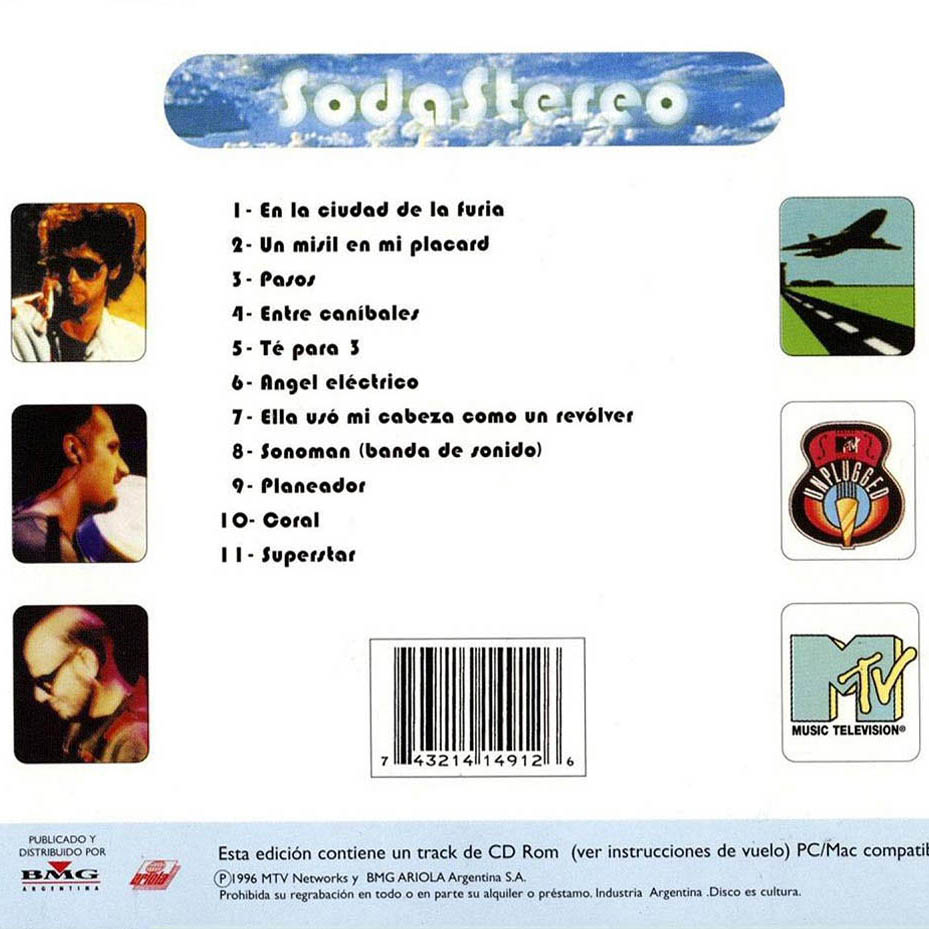 SodaStereo
1- En la ciudad de la furia
2- Un misil en mi placard
3- Pasos
4- Entre caníbales
5- Té para 3
6- Angel eléctrico
7- Ella usó mi cabeza como un revólver
8- Sonoman (banda de sonido)
9- Planeador
10- Coral
11- Superstar
MTV
UNPLUGGED
MTV
MUSIC TELEVISION®
7 43214 14912 6
PUBLICADO Y
DISTRIBUIDO POR
BMG
ARGENTINA
ariola
Esta edición contiene un track de CD Rom (ver instrucciones de vuelo) PC/Mac compatib
Ⓟ1996 MTV Networks y BMG ARIOLA Argentina S.A.
Prohibida su regrabación en todo o en parte su alquiler o préstamo. Industria Argentina .Disco es cultura.